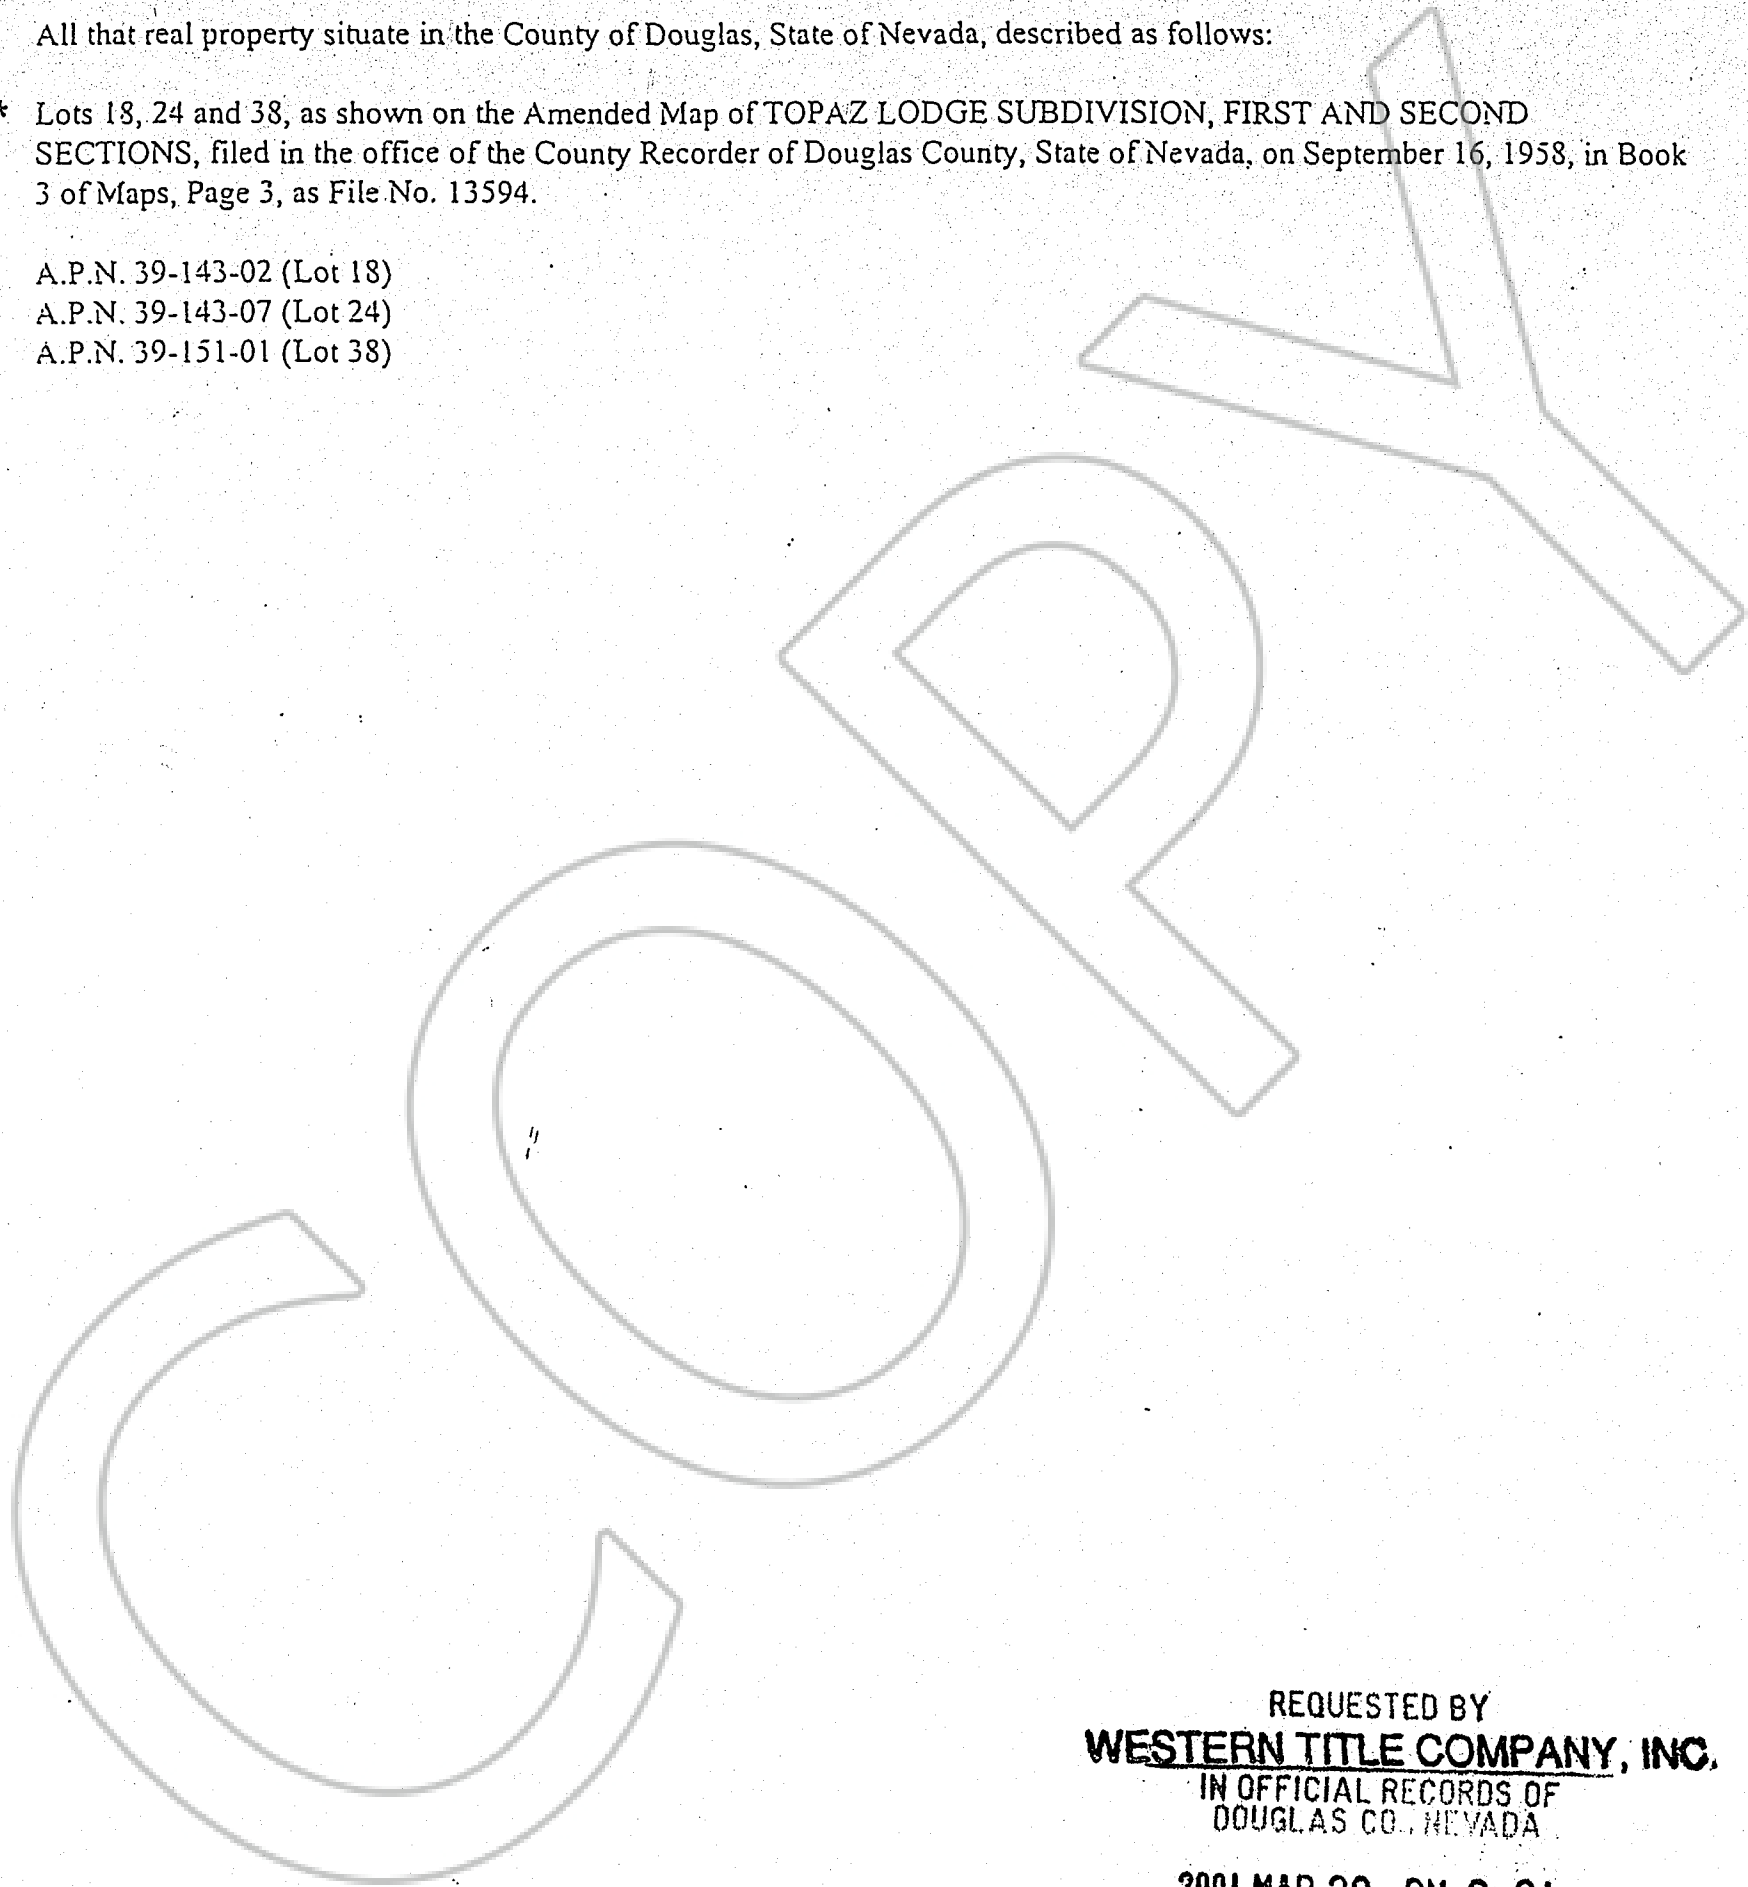 All that real property situate in the County of Douglas, State of Nevada, described as follows:
* Lots 18, 24 and 38, as shown on the Amended Map of TOPAZ LODGE SUBDIVISION, FIRST AND SECOND
SECTIONS, filed in the office of the County Recorder of Douglas County, State of Nevada, on September 16, 1958, in Book
3 of Maps, Page 3, as File No. 13594.
A.P.N. 39-143-02 (Lot 18)
A.P.N. 39-143-07 (Lot 24)
A.P.N. 39-151-01 (Lot 38)
COPY
REQUESTED BY
WESTERN TITLE COMPANY, INC.
IN OFFICIAL RECORDS OF
DOUGLAS CO., NEVADA
2001 MAR